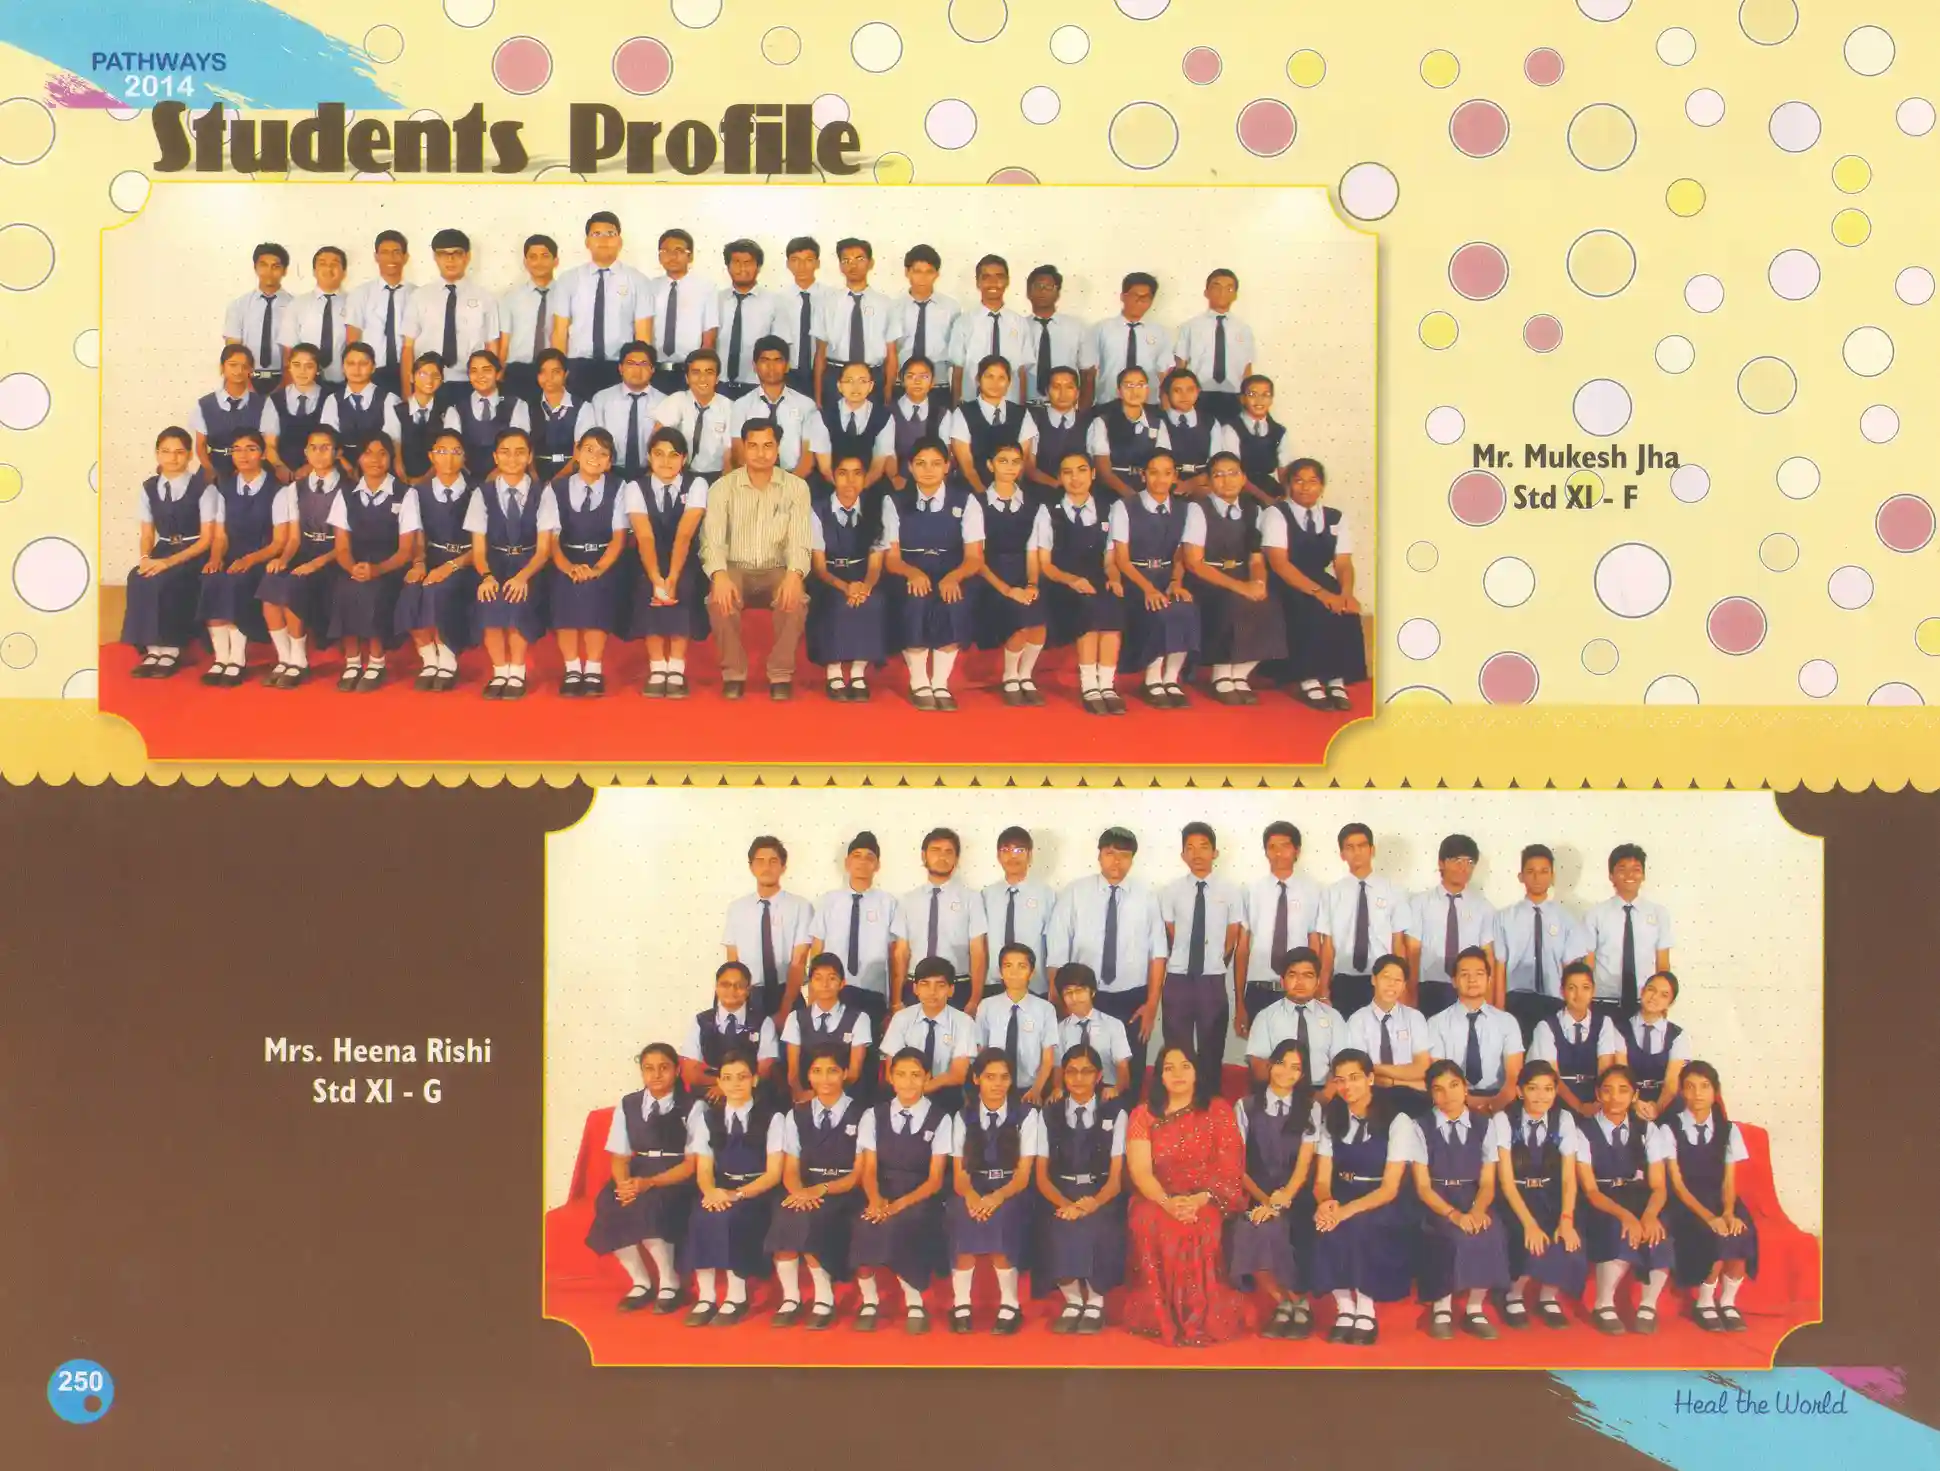 PATHWAYS
2014
Students Profile
Mr. Mukesh Jha
Std XI - F
Mrs. Heena Rishi
Std XI - G
250
Heal the World